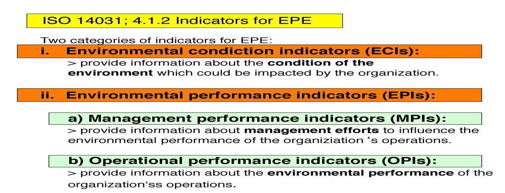 ISO 14031; 4.1.2 Indicators for EPE
Two categories of indicators for EPE:
i. Environmental condition indicators (ECIs):
> provide information about the condition of the
environment which could be impacted by the organization.
ii. Environmental performance indicators (EPIs):
a) Management performance indicators (MPIs):
> provide information about management efforts to influence the
environmental performance of the organiziation 's operations.
b) Operational performance indicators (OPIs):
> provide information about the environmental performance of the
organization'ss operations.